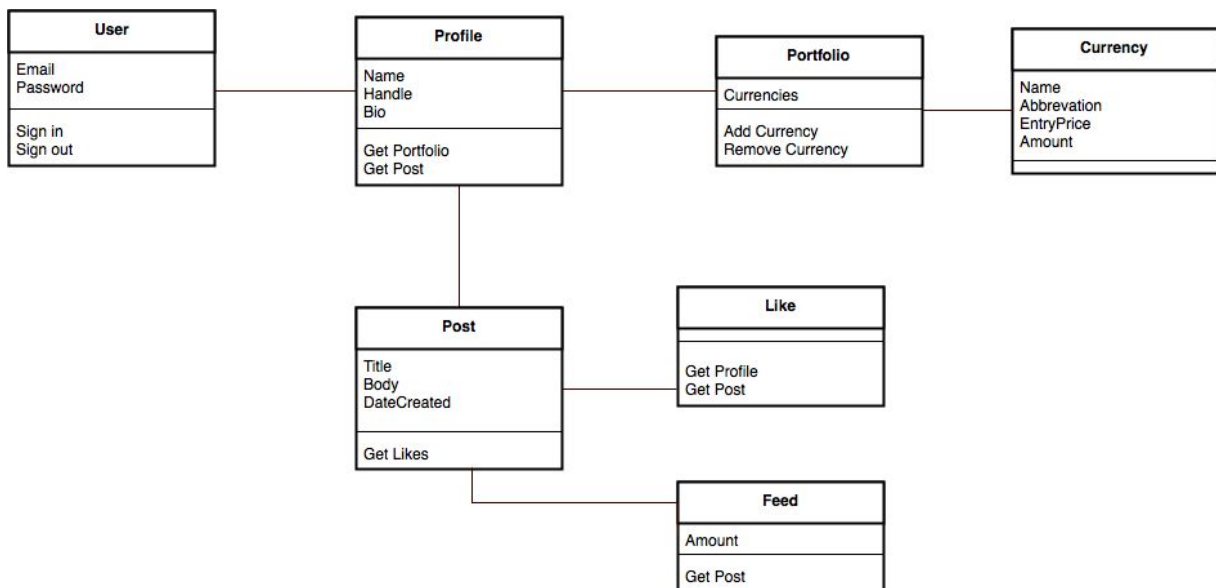 User
Email
Password
Sign in
Sign out
Profile
Name
Handle
Bio
Get Portfolio
Get Post
Portfolio
Currencies
Add Currency
Remove Currency
Currency
Name
Abbrevation
EntryPrice
Amount
Post
Title
Body
DateCreated
Get Likes
Like
Get Profile
Get Post
Feed
Amount
Get Post